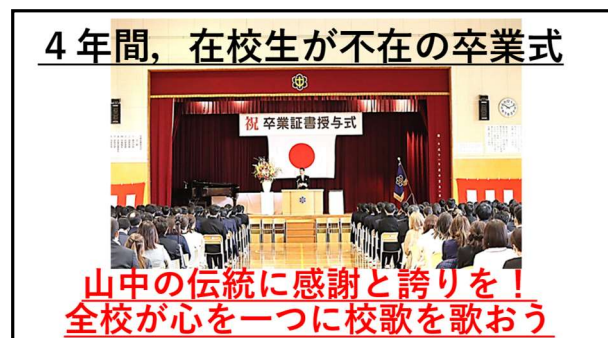 4年間，在校生が不在の卒業式
祝 卒業証書授与式
山中の伝統に感謝と誇りを！
全校が心を一つに校歌を歌おう